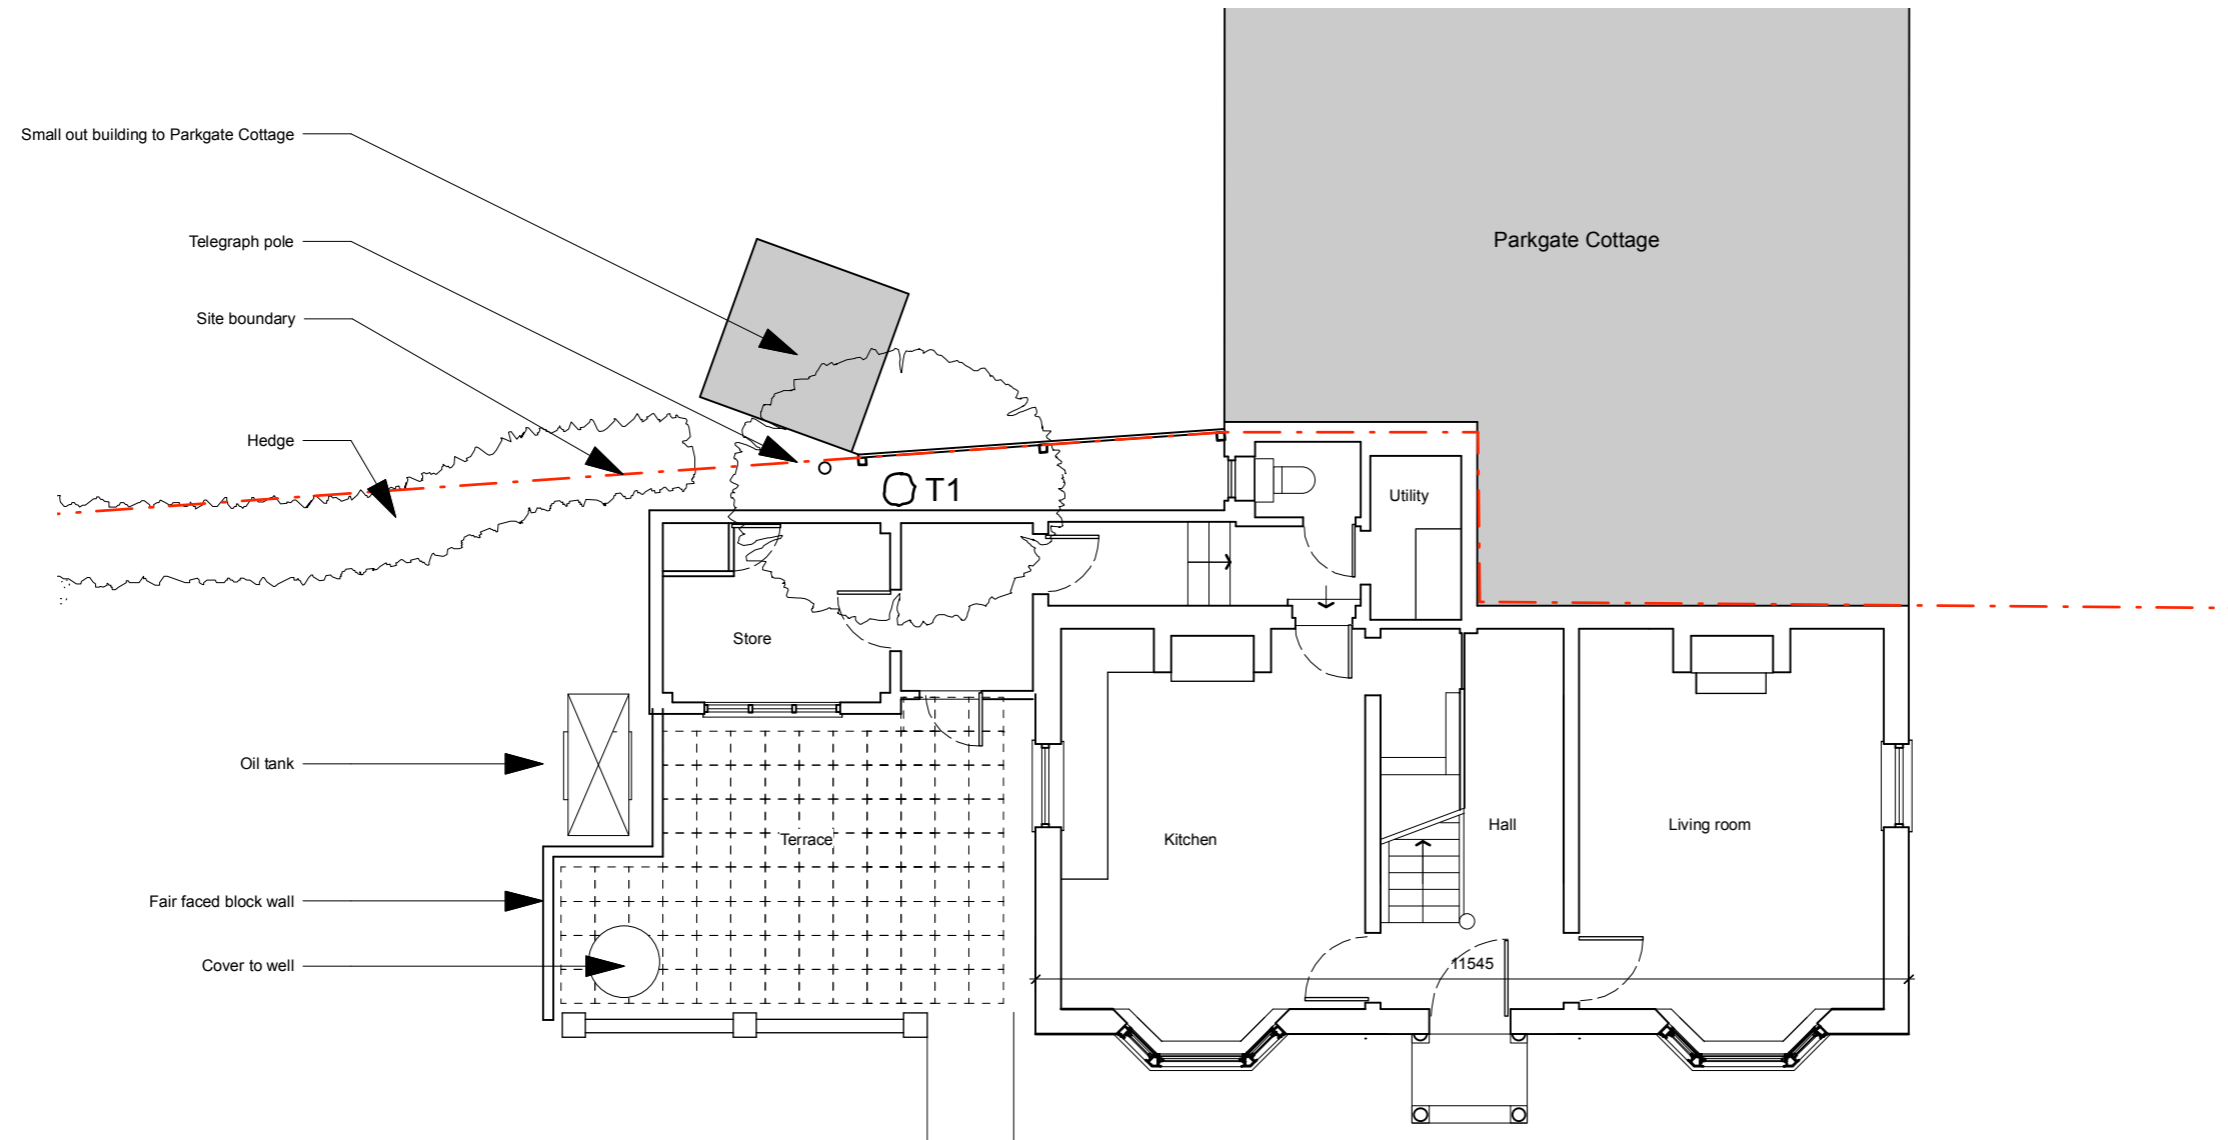 Small out building to Parkgate Cottage
Parkgate Cottage
Telegraph pole
Site boundary
Hedge
T1
Utility
Store
Oil tank
Terrace
Kitchen
Hall
Living room
Fair faced block wall
Cover to well
11545